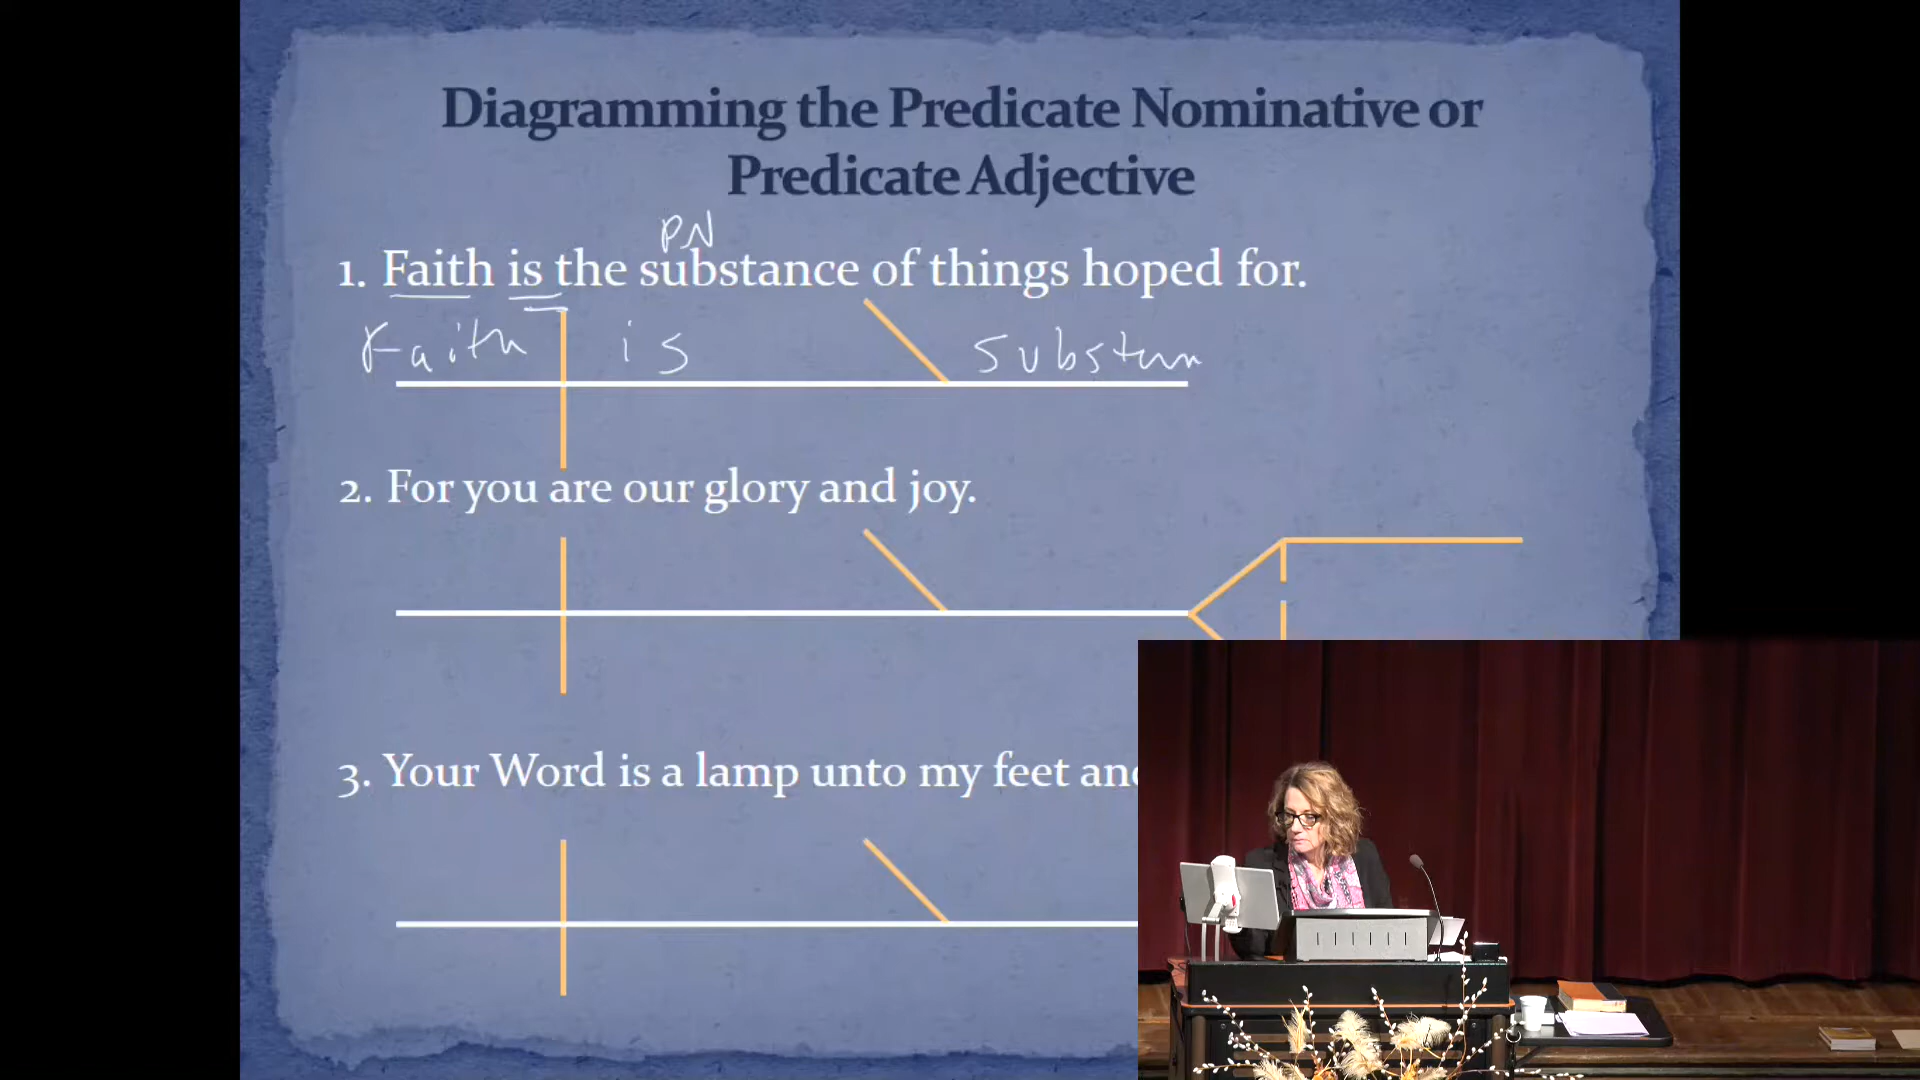 Diagramming the Predicate Nominative or
Predicate Adjective
PN
1. Faith is the substance of things hoped for.
Faith is Substan
2. For you are our glory and joy.
3. Your Word is a lamp unto my feet and